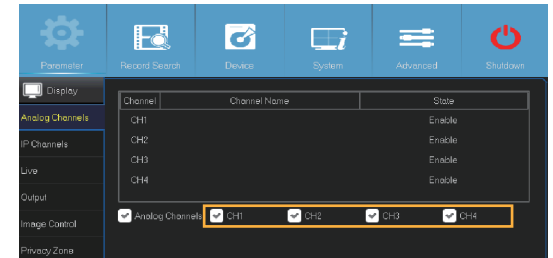 Parameter Record Search Device System Advanced Shutdown
Display
Analog Channels
IP Channels
Live
Output
Image Control
Privacy Zone
Channel Channel Name State
CH1 Enable
CH2 Enable
CH3 Enable
CH4 Enable
Analog Channels CH1 CH2 CH3 CH4